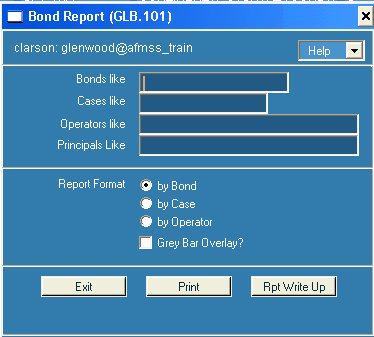 Bond Report (GLB.101)
clarson: glenwood@afmss_train
Help
Bonds like
Cases like
Operators like
Principals Like
Report Format
by Bond
by Case
by Operator
Grey Bar Overlay?
Exit Print Rpt Write Up